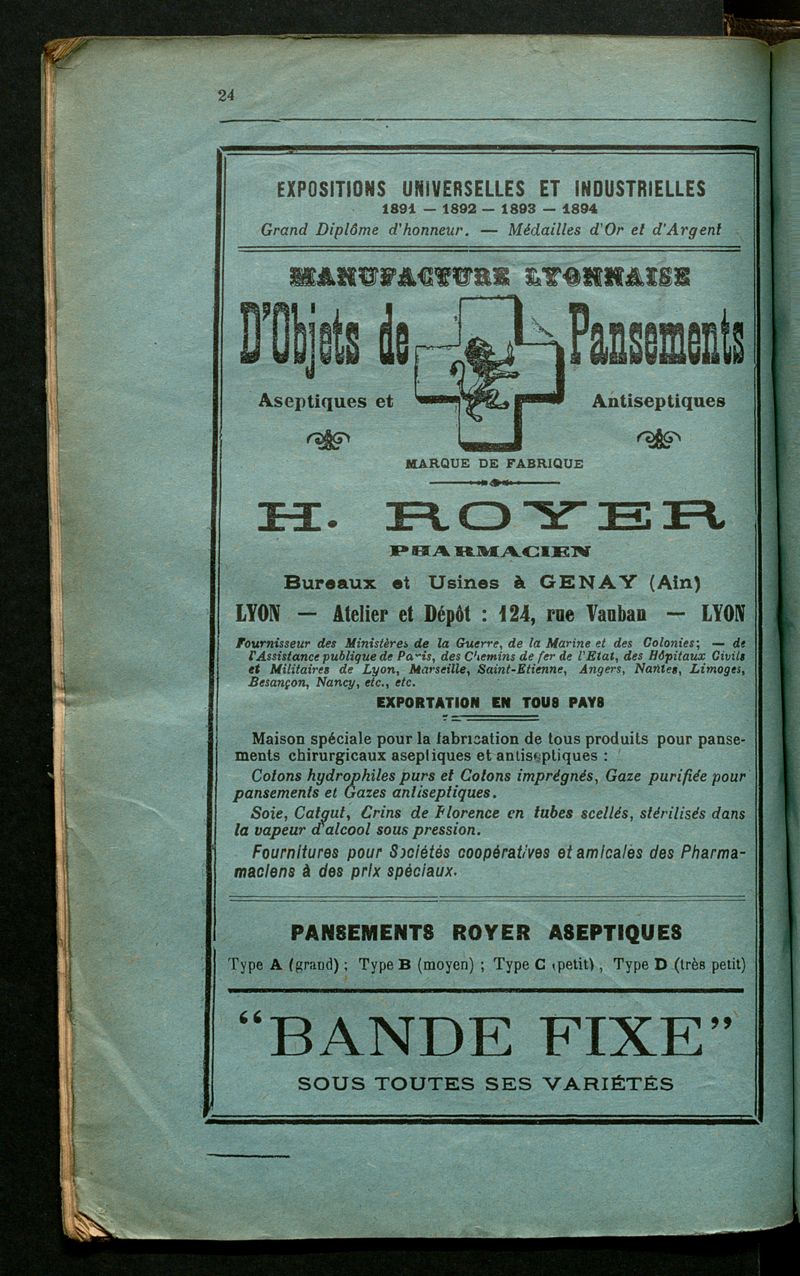 24
EXPOSITIONS UNIVERSELLES ET INDUSTRIELLES
1891 — 1892 — 1893 — 1894
Grand Diplôme d'honneur. — Médailles d'Or et d'Argent
MANUFACTURE LYONNAISE
D'Objets de Pansements
Aseptiques et Antiseptiques
MARQUE DE FABRIQUE
H. ROYER
PHARMACIEN
Bureaux et Usines à GENAY (Ain)
LYON — Atelier et Dépôt : 124, rue Vauban — LYON
Fournisseur des Ministères de la Guerre, de la Marine et des Colonies; — de
l'Assistance publique de Paris, des Chemins de fer de l'Etat, des Hôpitaux Civils
et Militaires de Lyon, Marseille, Saint-Etienne, Angers, Nantes, Limoges,
Besançon, Nancy, etc., etc.
EXPORTATION EN TOUS PAYS
Maison spéciale pour la fabrication de tous produits pour panse-
ments chirurgicaux aseptiques et antiseptiques :
Cotons hydrophiles purs et Cotons imprégnés, Gaze purifiée pour
pansements et Gazes antiseptiques.
Soie, Catgut, Crins de Florence en tubes scellés, stérilisés dans
la vapeur d'alcool sous pression.
Fournitures pour Sociétés coopératives et amicales des Pharma-
maciens à des prix spéciaux.
PANSEMENTS ROYER ASEPTIQUES
Type A (grand) ; Type B (moyen) ; Type C (petit), Type D (très petit)
“BANDE FIXE”
SOUS TOUTES SES VARIÉTÉS